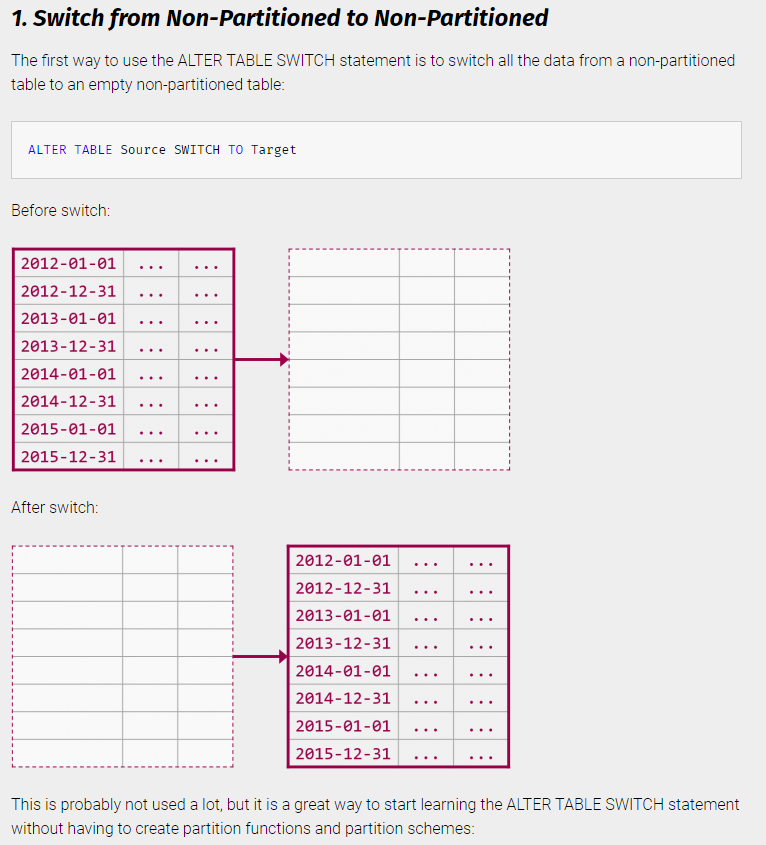 1. Switch from Non-Partitioned to Non-Partitioned
The first way to use the ALTER TABLE SWITCH statement is to switch all the data from a non-partitioned
table to an empty non-partitioned table:
ALTER TABLE Source SWITCH TO Target
Before switch:
2012-01-01 ... ...
2012-12-31 ... ...
2013-01-01 ... ...
2013-12-31 ... ...
2014-01-01 ... ...
2014-12-31 ... ...
2015-01-01 ... ...
2015-12-31 ... ...
After switch:
2012-01-01 ... ...
2012-12-31 ... ...
2013-01-01 ... ...
2013-12-31 ... ...
2014-01-01 ... ...
2014-12-31 ... ...
2015-01-01 ... ...
2015-12-31 ... ...
This is probably not used a lot, but it is a great way to start learning the ALTER TABLE SWITCH statement
without having to create partition functions and partition schemes: